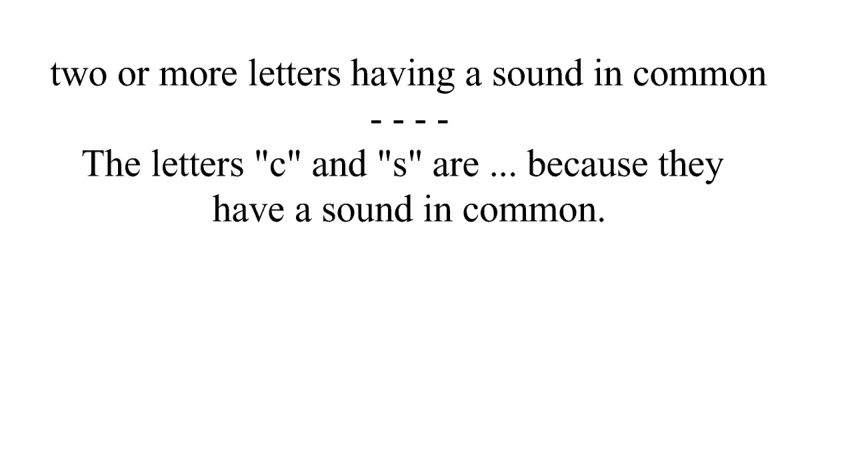 two or more letters having a sound in common
- - - -
The letters "c" and "s" are ... because they
have a sound in common.